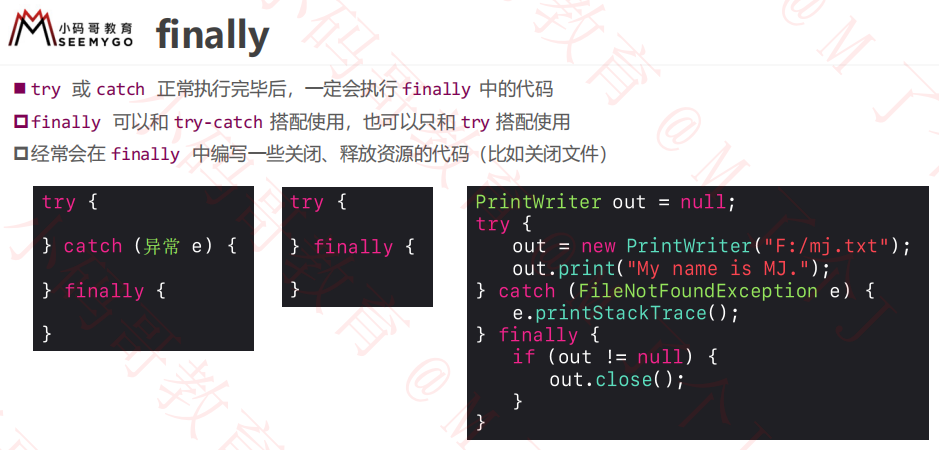 小码哥教育
SEEMYGO
finally
try 或 catch 正常执行完毕后，一定会执行 finally 中的代码
finally 可以和 try-catch 搭配使用，也可以只和 try 搭配使用
经常会在 finally 中编写一些关闭、释放资源的代码（比如关闭文件）
try {
} catch (异常 e) {
} finally {
}
try {
} finally {
}
PrintWriter out = null;
try {
out = new PrintWriter("F:/mj.txt");
out.print("My name is MJ.");
} catch (FileNotFoundException e) {
e.printStackTrace();
} finally {
if (out != null) {
out.close();
}
}